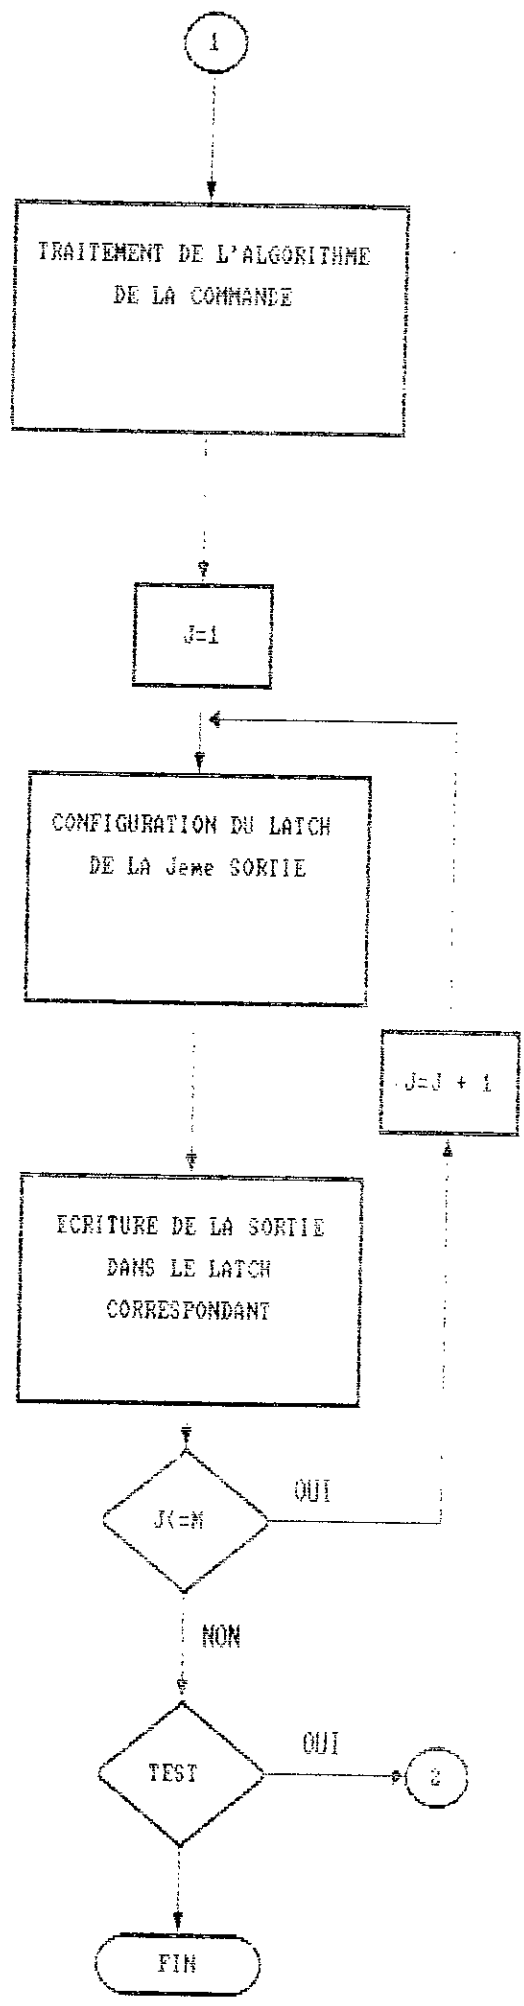 1
TRAITEMENT DE L'ALGORITHME
DE LA COMMANDE
J=1
CONFIGURATION DU LATCH
DE LA Jeme SORTIE
J=J + 1
ECRITURE DE LA SORTIE
DANS LE LATCH
CORRESPONDANT
J<=M
OUI
NON
TEST
OUI
2
FIN